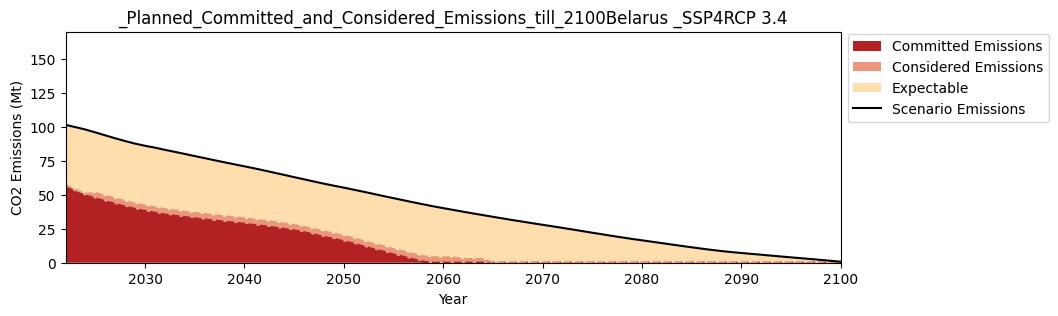 _Planned_Committed_and_Considered_Emissions_till_2100Belarus _SSP4RCP 3.4
CO2 Emissions (Mt)
150
125
100
75
50
25
0
2030 2040 2050 2060 2070 2080 2090 2100
Year
Committed Emissions
Considered Emissions
Expectable
Scenario Emissions